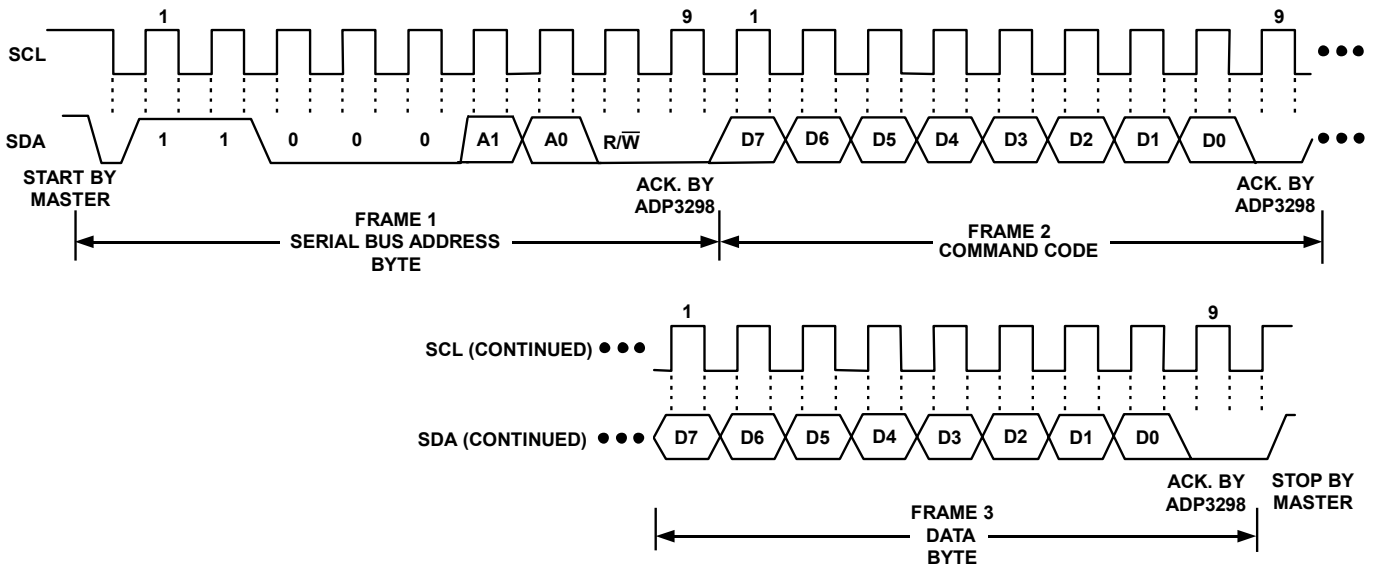 1 9 1 9
SCL
SDA 1 1 0 0 0 A1 A0 R/W̅ D7 D6 D5 D4 D3 D2 D1 D0
START BY
MASTER
ACK. BY
ADP3298
ACK. BY
ADP3298
FRAME 1
SERIAL BUS ADDRESS
BYTE
FRAME 2
COMMAND CODE
1 9
SCL (CONTINUED)
SDA (CONTINUED) D7 D6 D5 D4 D3 D2 D1 D0
ACK. BY
ADP3298
STOP BY
MASTER
FRAME 3
DATA
BYTE